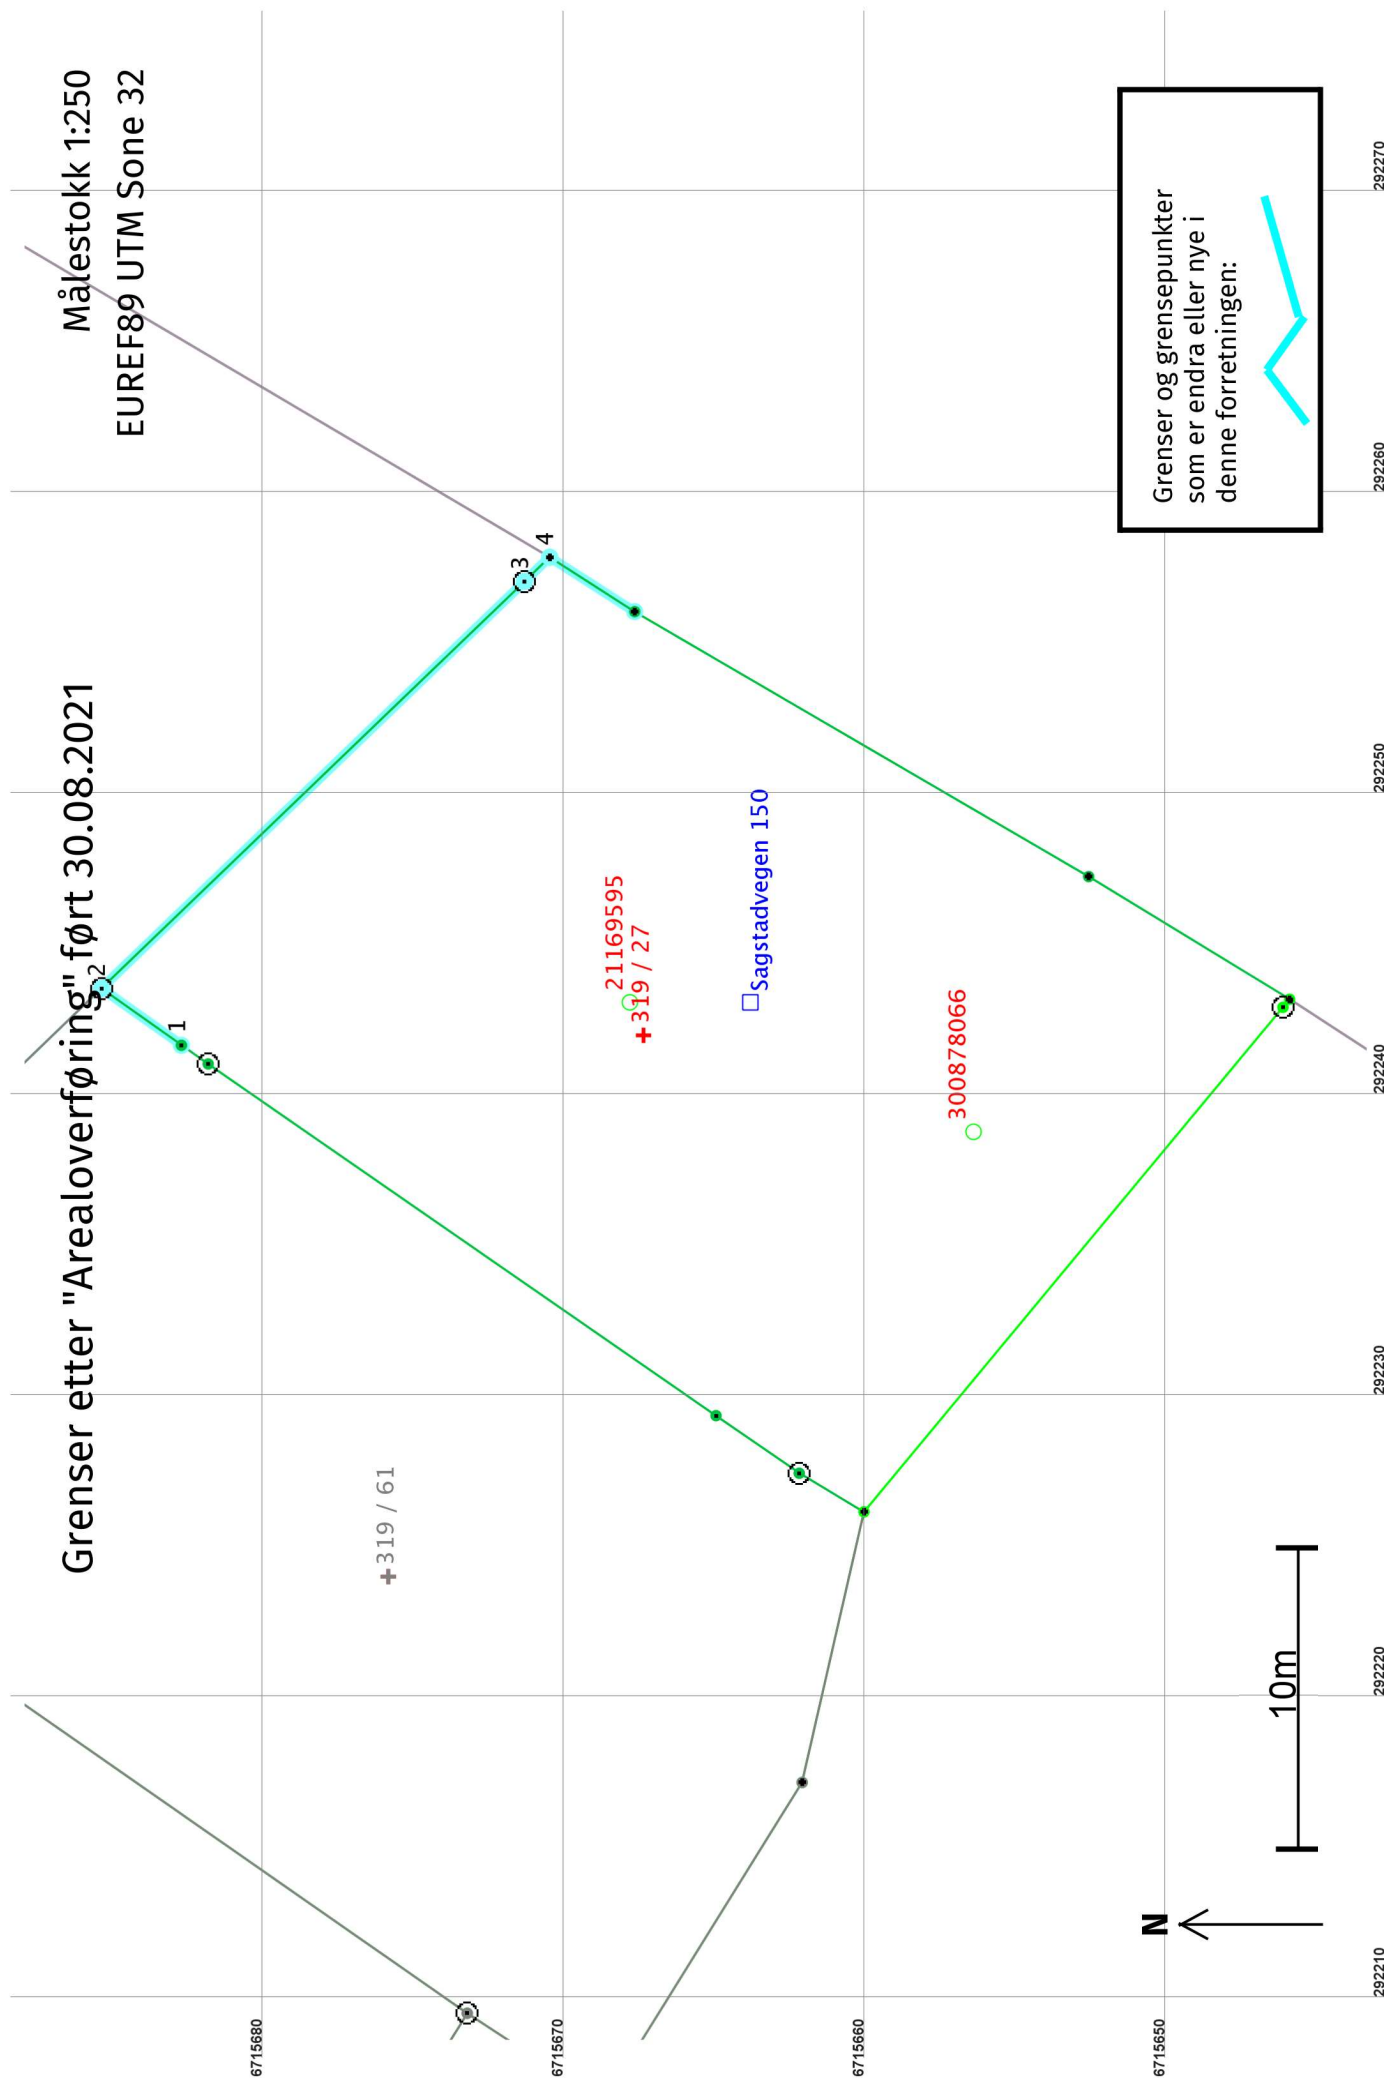 Grenser etter "Arealoverføring" ført 30.08.2021
Målestokk 1:250
EUREF89 UTM Sone 32
2
1
3
4
+319 / 61
21169595
+319 / 27
Sagstadvegen 150
300878066
Grenser og grensepunkter
som er endra eller nye i
denne forretningen:
N
10m
6715680
6715670
6715660
6715650
292210
292220
292230
292240
292250
292260
292270